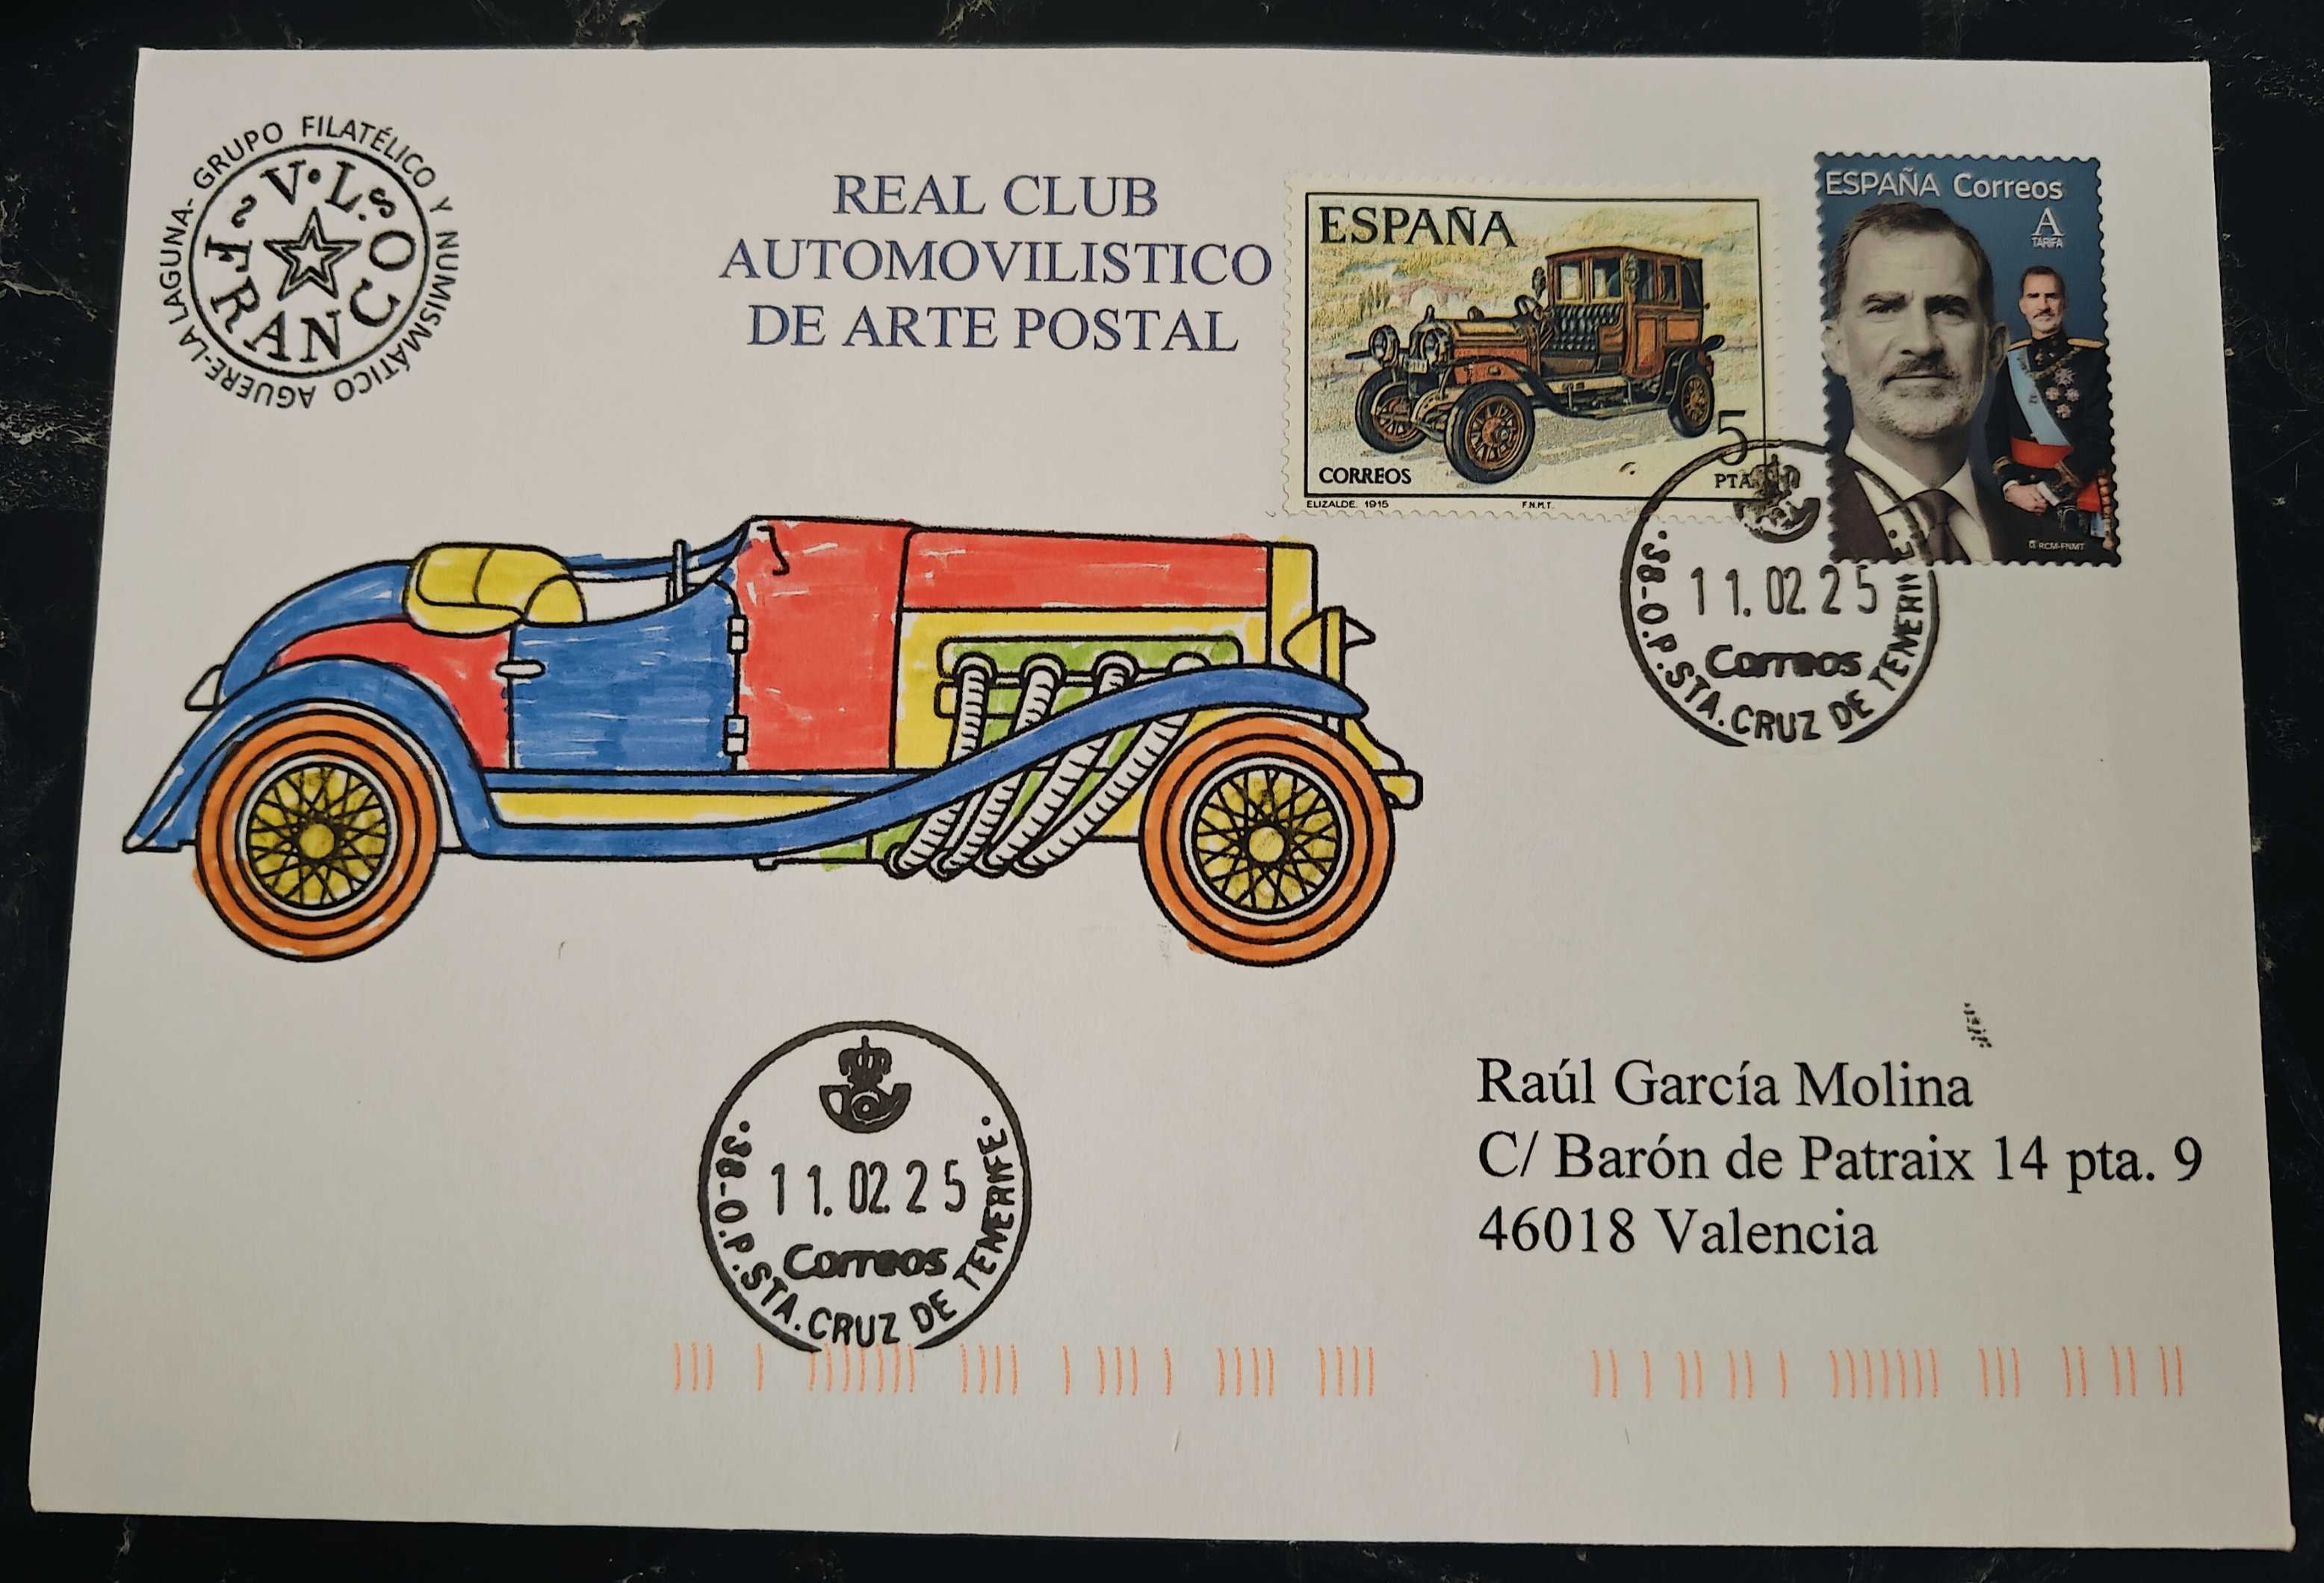 GRUPO FILATÉLICO Y NUMISMÁTICO AGUERE-LA LAGUNA-
V.L.s
FRANCO
REAL CLUB
AUTOMOVILISTICO
DE ARTE POSTAL
ESPAÑA
5
PTA
CORREOS
ELIZALDE. 1915
F.N.M.T.
ESPAÑA Correos
A
TARIFA
RCM-FNMT
11.02.25
Correos
·38-O.P.STA.CRUZ DE TENERIFE·
11.02.25
Correos
·38-O.P.STA.CRUZ DE TENERIFE·
Raúl García Molina
C/ Barón de Patraix 14 pta. 9
46018 Valencia